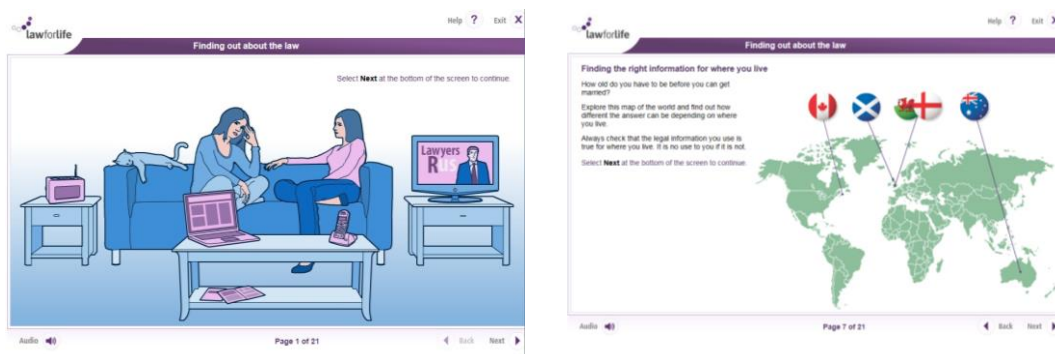 Help ? Exit X
lawforlife
Finding out about the law
Select Next at the bottom of the screen to continue.
Lawyers
R us
Audio
Page 1 of 21
Back Next
Help ? Exit X
lawforlife
Finding out about the law
Finding the right information for where you live
How old do you have to be before you can get
married?
Explore this map of the world and find out how
different the answer can be depending on where
you live.
Always check that the legal information you use is
true for where you live. It is no use to you if it is not.
Select Next at the bottom of the screen to continue.
Audio
Page 7 of 21
Back Next